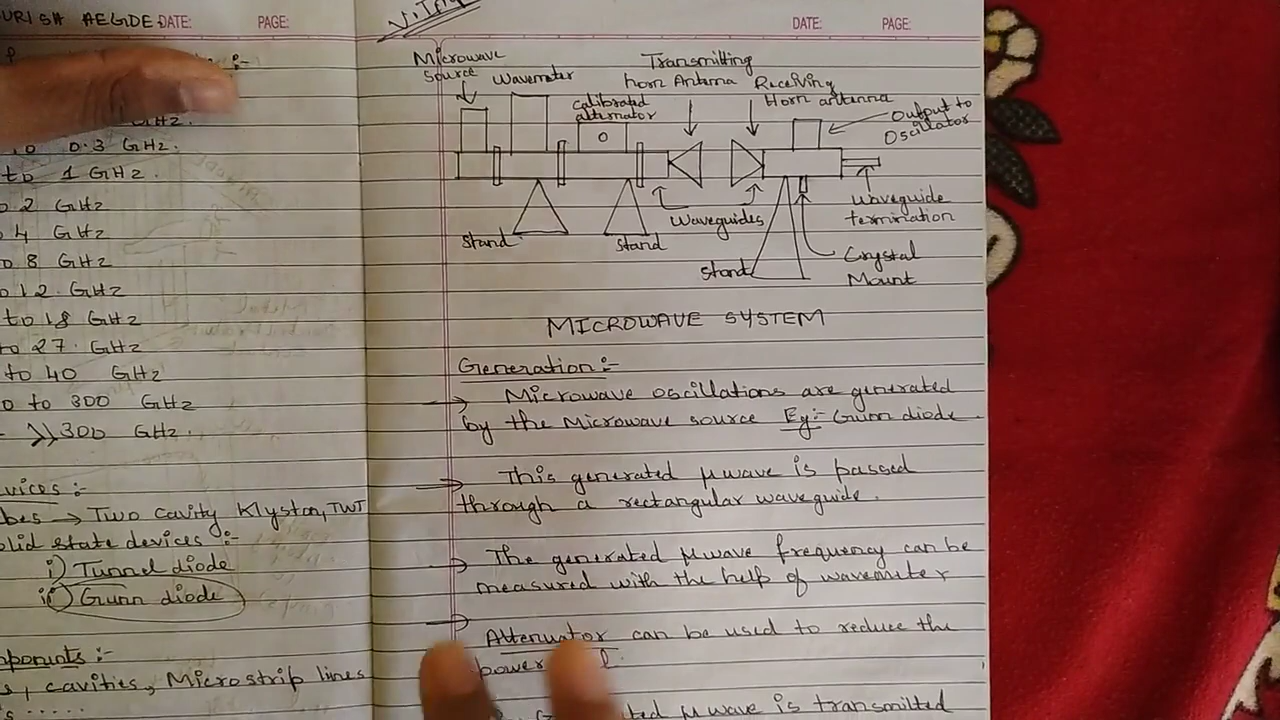 DATE: PAGE:
GHz.
0.3 GHz.
to 1 GHz.
2 GHz
4 GHz
8 GHz
12 GHz
to 18 GHz
to 27 GHz
to 40 GHz
to 300 GHz
>>300 GHz.
vices :-
bes → Two cavity Klyston, TWT
olid state devices :-
i) Tunnel diode
ii) Gunn diode
mponents :-
s, cavities, Microstrip lines
DATE: PAGE:
Microwave
Source
Wavemeter
Calibrated
attenuator
Transmitting
horn Antenna
Receiving
Horn antenna
Output to
Oscillator
Waveguides
Waveguide
termination
Stand
Stand
Stand
Crystal
Mount
MICROWAVE SYSTEM
Generation :-
→ Microwave oscillations are generated
by the Microwave source Eg:- Gunn diode
→ This generated μwave is passed
through a rectangular waveguide.
→ The generated μwave frequency can be
measured with the help of wavemeter
→ Attenuator can be used to reduce the
power
ted μwave is transmitted